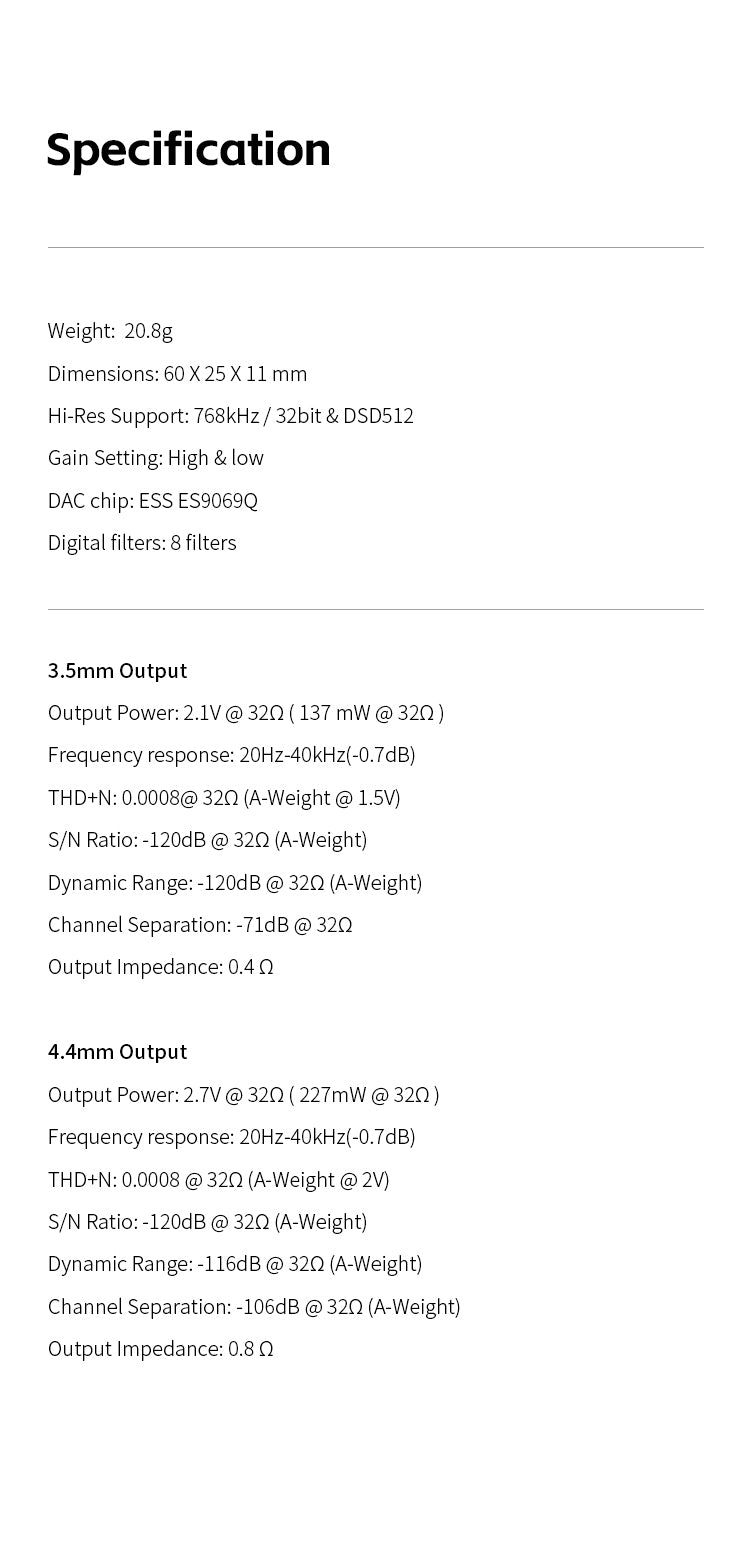 Specification
Weight:  20.8g
Dimensions: 60 X 25 X 11 mm
Hi-Res Support: 768kHz / 32bit & DSD512
Gain Setting: High & low
DAC chip: ESS ES9069Q
Digital filters: 8 filters
3.5mm Output
Output Power: 2.1V @ 32Ω ( 137 mW @ 32Ω )
Frequency response: 20Hz-40kHz(-0.7dB)
THD+N: 0.0008@ 32Ω (A-Weight @ 1.5V)
S/N Ratio: -120dB @ 32Ω (A-Weight)
Dynamic Range: -120dB @ 32Ω (A-Weight)
Channel Separation: -71dB @ 32Ω
Output Impedance: 0.4 Ω
4.4mm Output
Output Power: 2.7V @ 32Ω ( 227mW @ 32Ω )
Frequency response: 20Hz-40kHz(-0.7dB)
THD+N: 0.0008 @ 32Ω (A-Weight @ 2V)
S/N Ratio: -120dB @ 32Ω (A-Weight)
Dynamic Range: -116dB @ 32Ω (A-Weight)
Channel Separation: -106dB @ 32Ω (A-Weight)
Output Impedance: 0.8 Ω